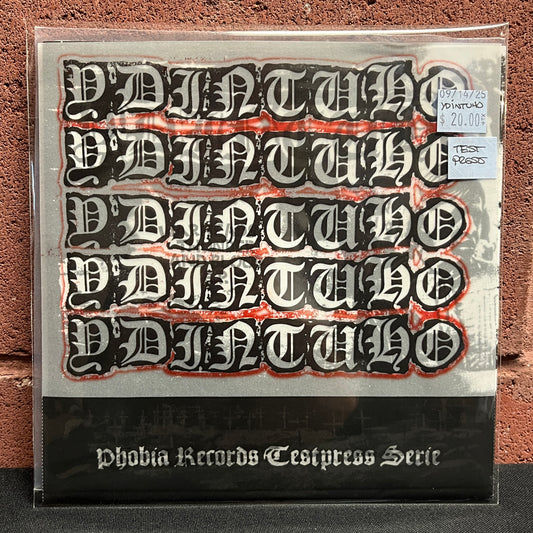 YDINTUHO
YDINTUHO
YDINTUHO
YDINTUHO
YDINTUHO
09/14/25
YDINTUHO
$ 20.00
TEST
PRESS
Phobia Records Testpress Serie